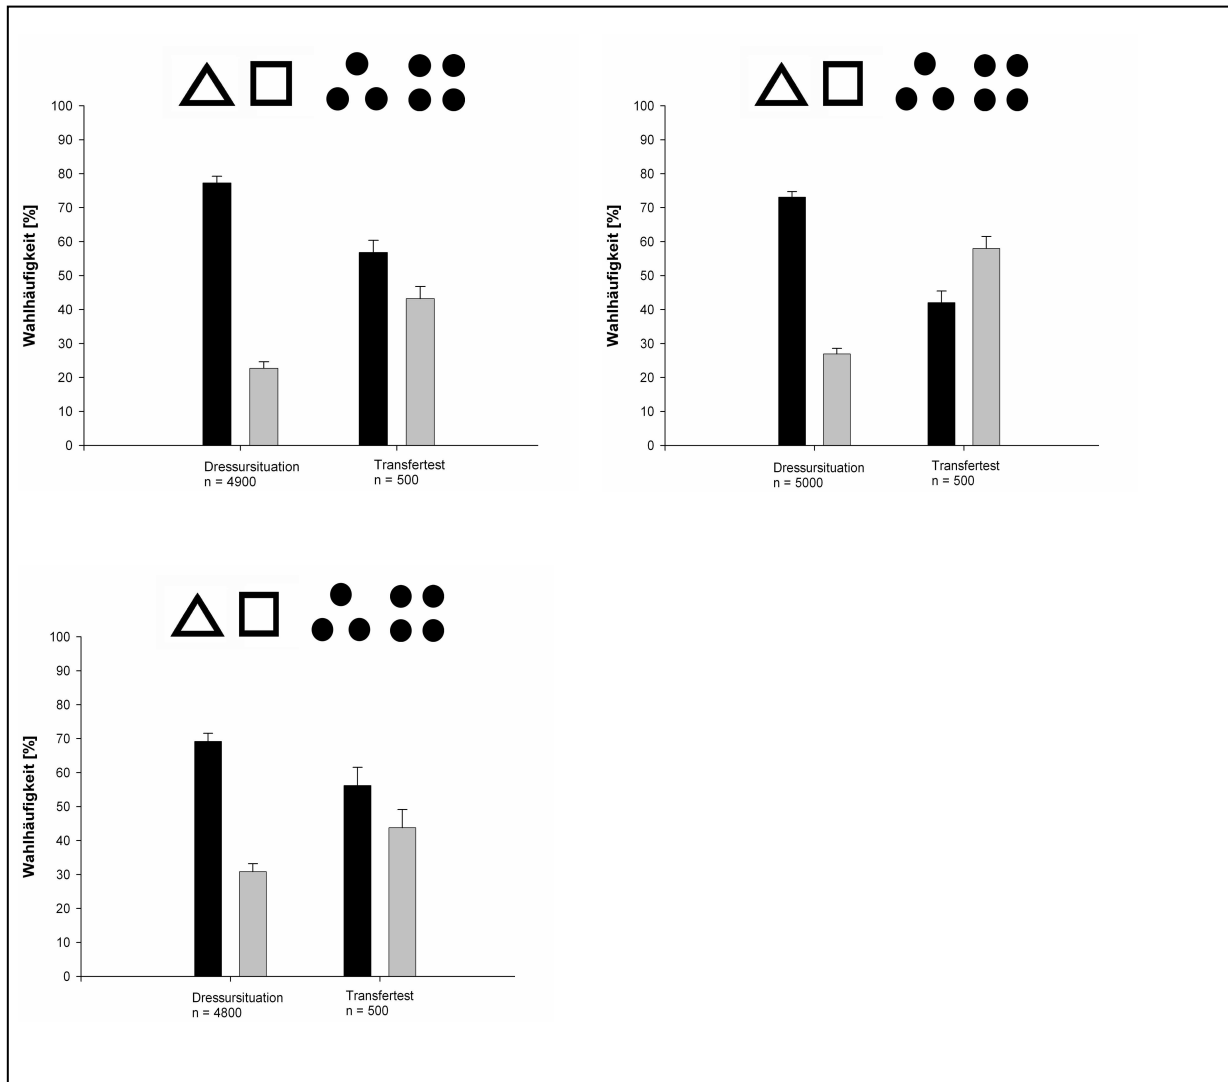 100
90
80
70
60
50
40
30
20
10
0
Wahlhäufigkeit [%]
Dressursituation
n = 4900
Transfertest
n = 500
100
90
80
70
60
50
40
30
20
10
0
Wahlhäufigkeit [%]
Dressursituation
n = 5000
Transfertest
n = 500
100
90
80
70
60
50
40
30
20
10
0
Wahlhäufigkeit [%]
Dressursituation
n = 4800
Transfertest
n = 500